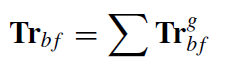 Tr_{bf} = ∑ Tr^{g}_{bf}